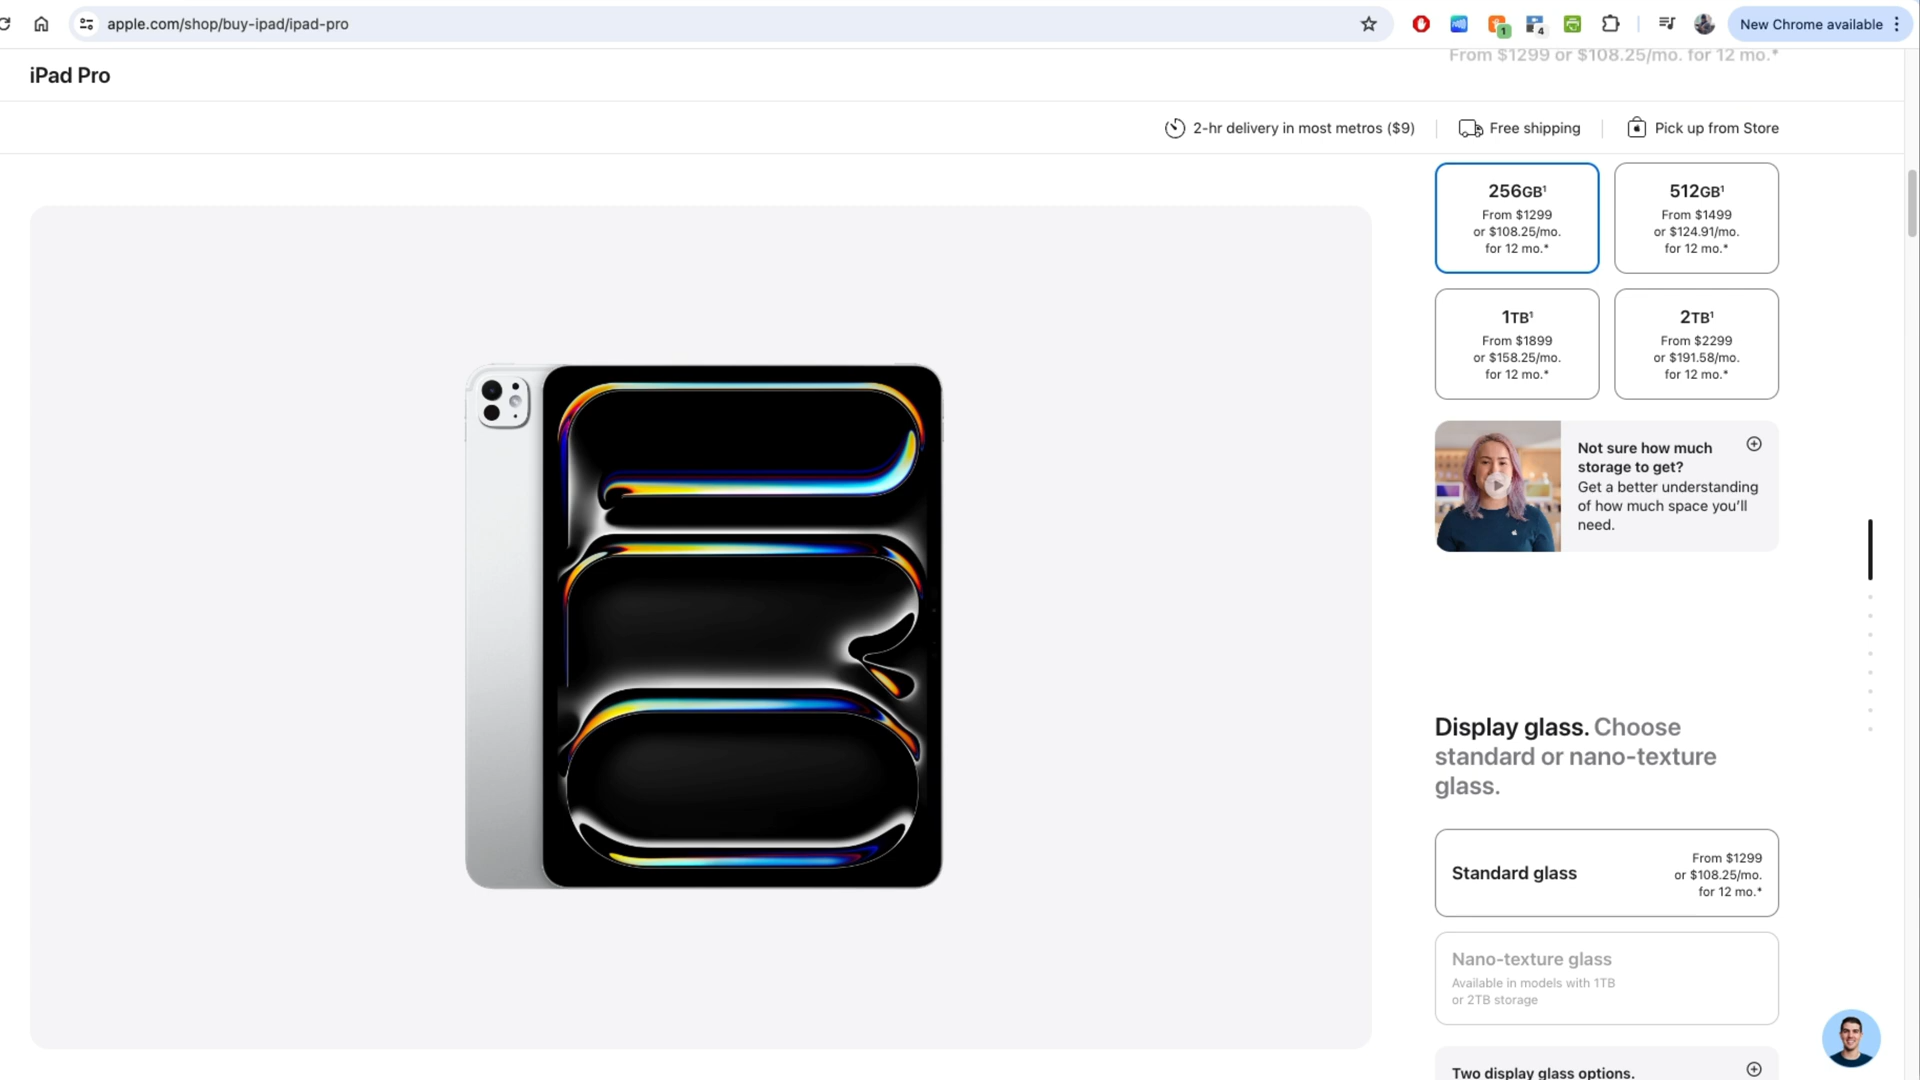 apple.com/shop/buy-ipad/ipad-pro
1
4
New Chrome available
iPad Pro
From $1299 or $108.25/mo. for 12 mo.*
2-hr delivery in most metros ($9)
Free shipping
Pick up from Store
256GB¹
From $1299
or $108.25/mo.
for 12 mo.*
512GB¹
From $1499
or $124.91/mo.
for 12 mo.*
1TB¹
From $1899
or $158.25/mo.
for 12 mo.*
2TB¹
From $2299
or $191.58/mo.
for 12 mo.*
Not sure how much
storage to get?
Get a better understanding
of how much space you’ll
need.
Display glass. Choose
standard or nano-texture
glass.
Standard glass
From $1299
or $108.25/mo.
for 12 mo.*
Nano-texture glass
Available in models with 1TB
or 2TB storage
Two display glass options.